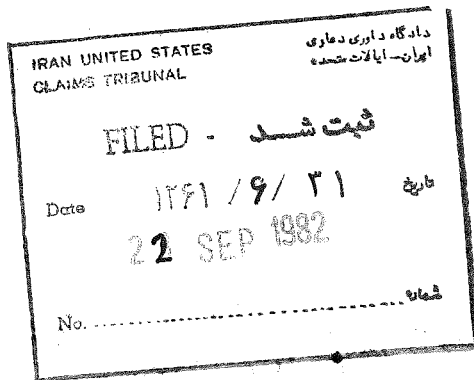 IRAN UNITED STATES
CLAIMS TRIBUNAL
دادگاه داوری دعاوی
ایران - ایالات متحده
FILED - ثبت شد
Date ۱۳۶۱ / ۶ / ۳۱ تاریخ
22 SEP 1982
No. شماره